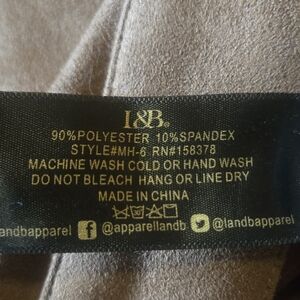 L&B®
90%POLYESTER 10%SPANDEX
STYLE#MH-6 RN#158378
MACHINE WASH COLD OR HAND WASH
DO NOT BLEACH HANG OR LINE DRY
MADE IN CHINA
andbapparel f @apparellandb @landbapparel